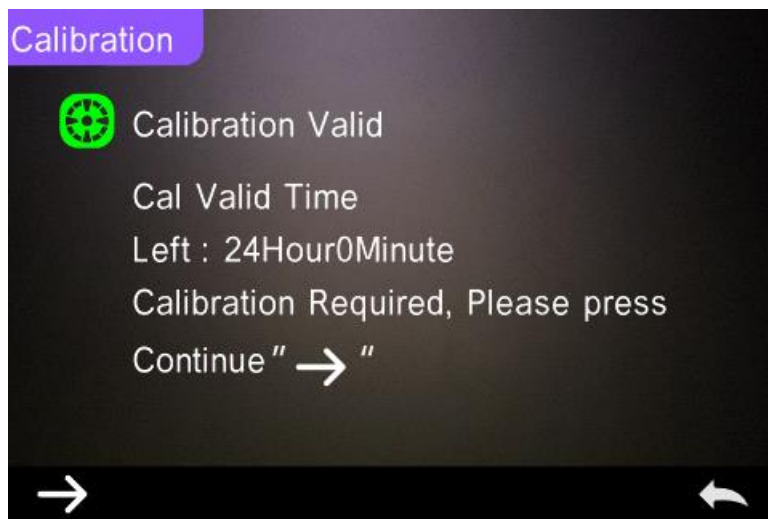 Calibration
Calibration Valid
Cal Valid Time
Left : 24Hour0Minute
Calibration Required, Please press
Continue " → "